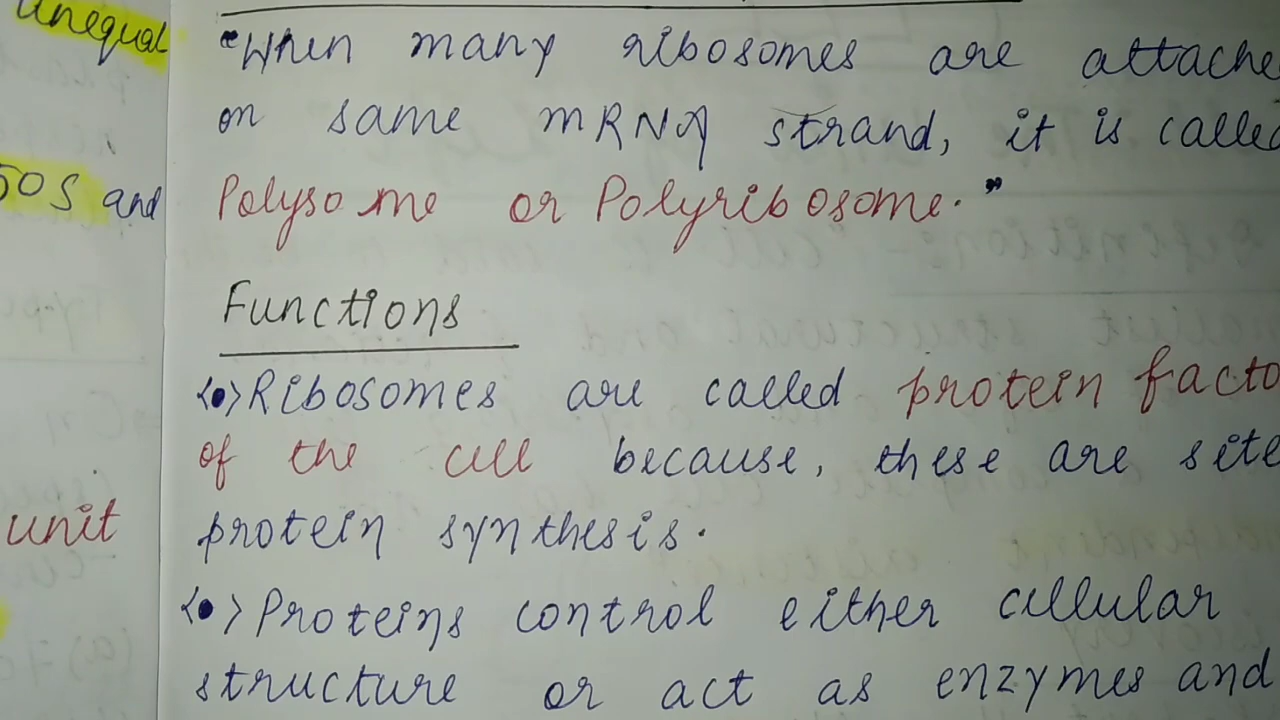 unequal
50S and
unit
"When many ribosomes are attache
on same mRNA strand, it is called
Polysome or Polyribosome."
Functions
<•>Ribosomes are called protein facto
of the cell because, these are site
protein synthesis.
<•>Proteins control either cellular
structure or act as enzymes and